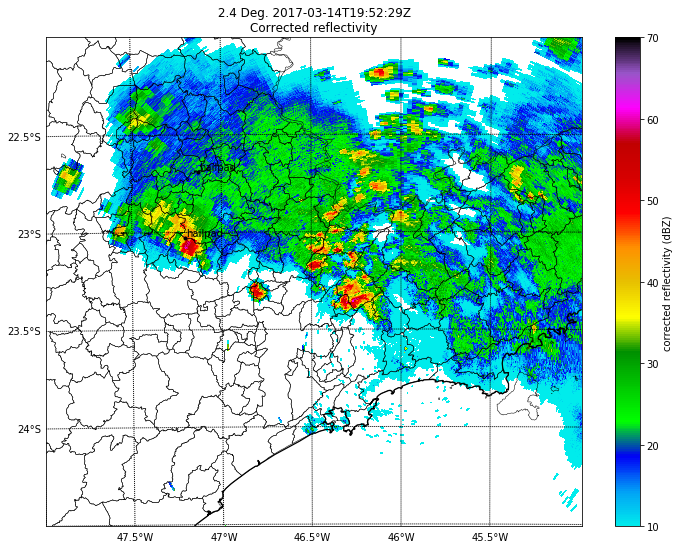 2.4 Deg. 2017-03-14T19:52:29Z
Corrected reflectivity
70
60
50
40
30
20
10
corrected reflectivity (dBZ)
22.5°S
23°S
23.5°S
24°S
47.5°W
47°W
46.5°W
46°W
45.5°W